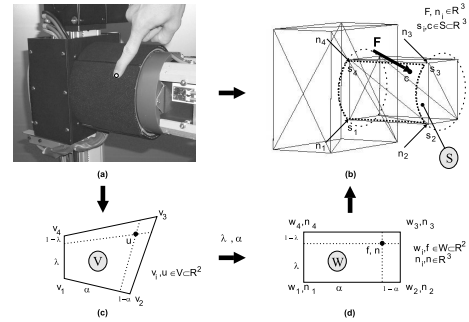 F, n_i ∈R^3
s_i,c∈S⊂R^3
n_4
n_3
F
s_4
s_3
c
s_1
s_2
n_1
n_2
S
(a)
(b)
v_3
v_4
1−λ
u
λ
V
v_i, u ∈V⊂R^2
v_1
α
1−α
v_2
(c)
λ , α
w_4, n_4
w_3, n_3
1−λ
f, n
w_i,f ∈W⊂R^2
n_i,n∈R^3
λ
W
w_1, n_1
α
1−α
w_2, n_2
(d)